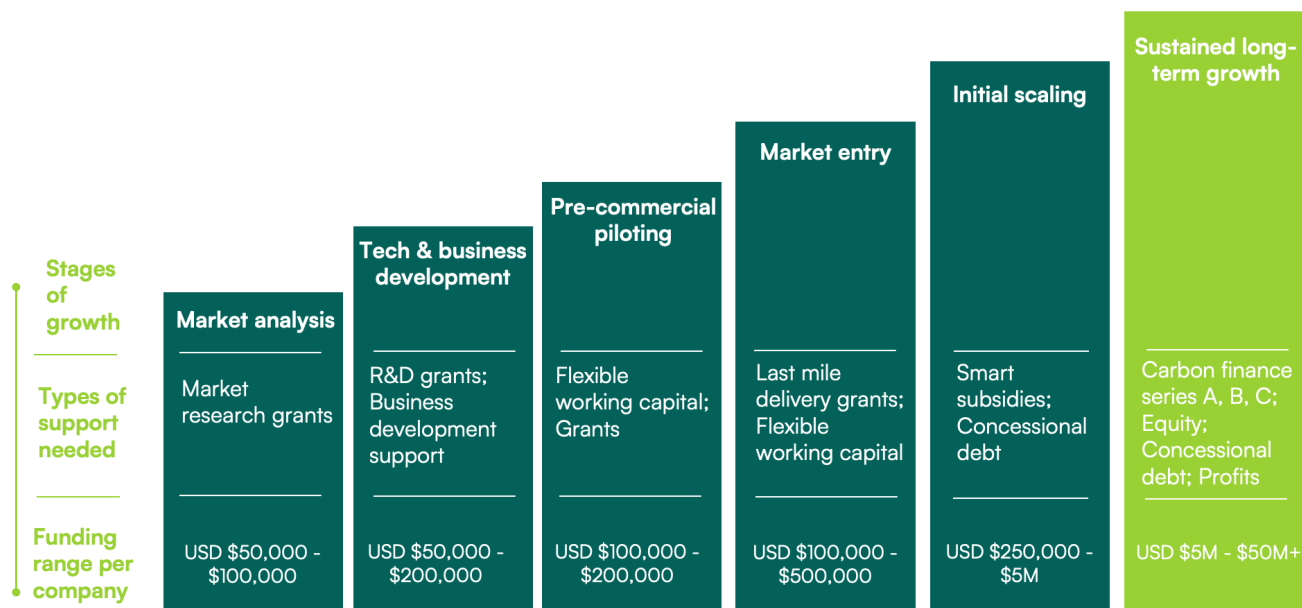 Stages
of
growth
Types of
support
needed
Funding
range per
company
Market analysis
Market
research grants
USD $50,000 -
$100,000
Tech & business
development
R&D grants;
Business
development
support
USD $50,000 -
$200,000
Pre-commercial
piloting
Flexible
working capital;
Grants
USD $100,000 -
$200,000
Market entry
Last mile
delivery grants;
Flexible
working capital
USD $100,000 -
$500,000
Initial scaling
Smart
subsidies;
Concessional
debt
USD $250,000 -
$5M
Sustained long-
term growth
Carbon finance
series A, B, C;
Equity;
Concessional
debt; Profits
USD $5M - $50M+